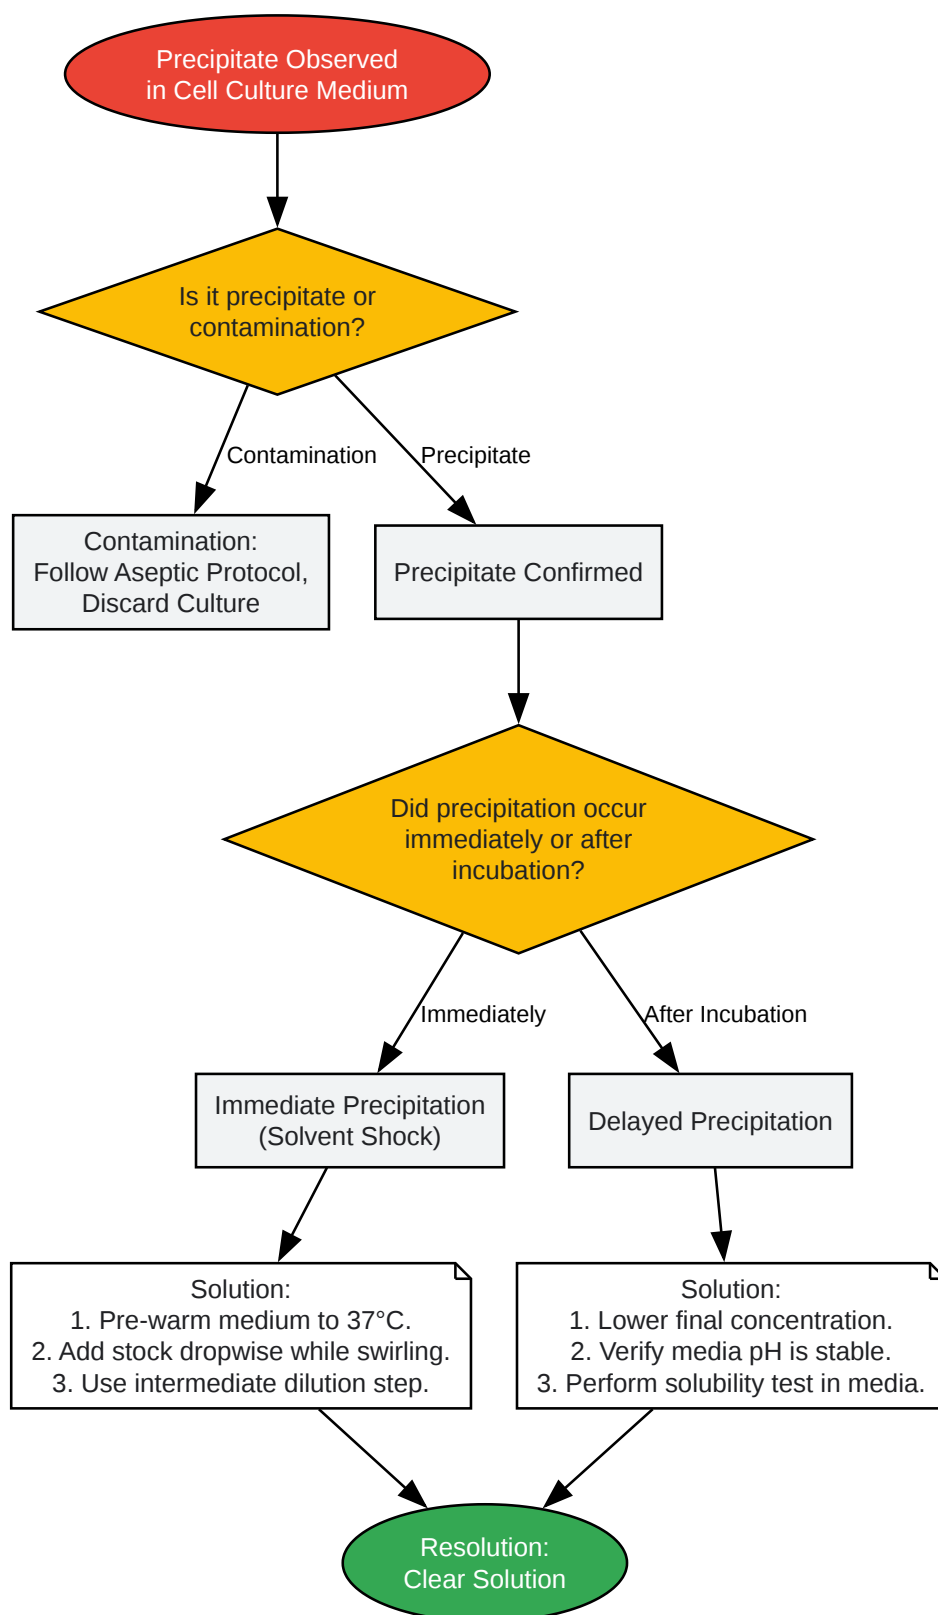 Precipitate Observed
in Cell Culture Medium
Is it precipitate or
contamination?
Contamination
Precipitate
Contamination:
Follow Aseptic Protocol,
Discard Culture
Precipitate Confirmed
Did precipitation occur
immediately or after
incubation?
Immediately
After Incubation
Immediate Precipitation
(Solvent Shock)
Delayed Precipitation
Solution:
1. Pre-warm medium to 37°C.
2. Add stock dropwise while swirling.
3. Use intermediate dilution step.
Solution:
1. Lower final concentration.
2. Verify media pH is stable.
3. Perform solubility test in media.
Resolution:
Clear Solution